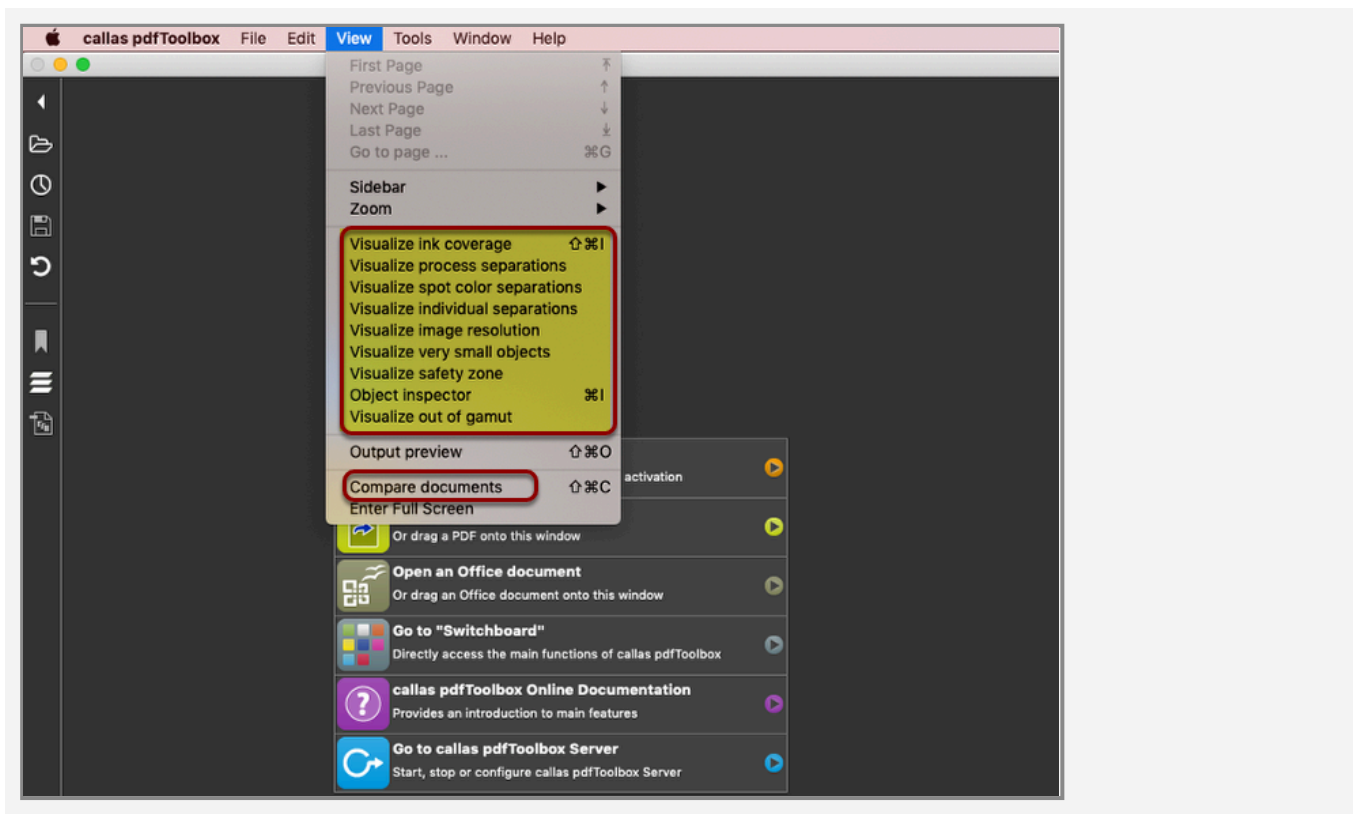 callas pdfToolbox File Edit View Tools Window Help
First Page ⤒
Previous Page ↑
Next Page ↓
Last Page ⤓
Go to page ... ⌘G
Sidebar ▶
Zoom ▶
Visualize ink coverage ⇧⌘I
Visualize process separations
Visualize spot color separations
Visualize individual separations
Visualize image resolution
Visualize very small objects
Visualize safety zone
Object inspector ⌘I
Visualize out of gamut
Output preview ⇧⌘O
Compare documents ⇧⌘C
Enter Full Screen
activation
Or drag a PDF onto this window
Open an Office document
Or drag an Office document onto this window
Go to "Switchboard"
Directly access the main functions of callas pdfToolbox
callas pdfToolbox Online Documentation
Provides an introduction to main features
Go to callas pdfToolbox Server
Start, stop or configure callas pdfToolbox Server